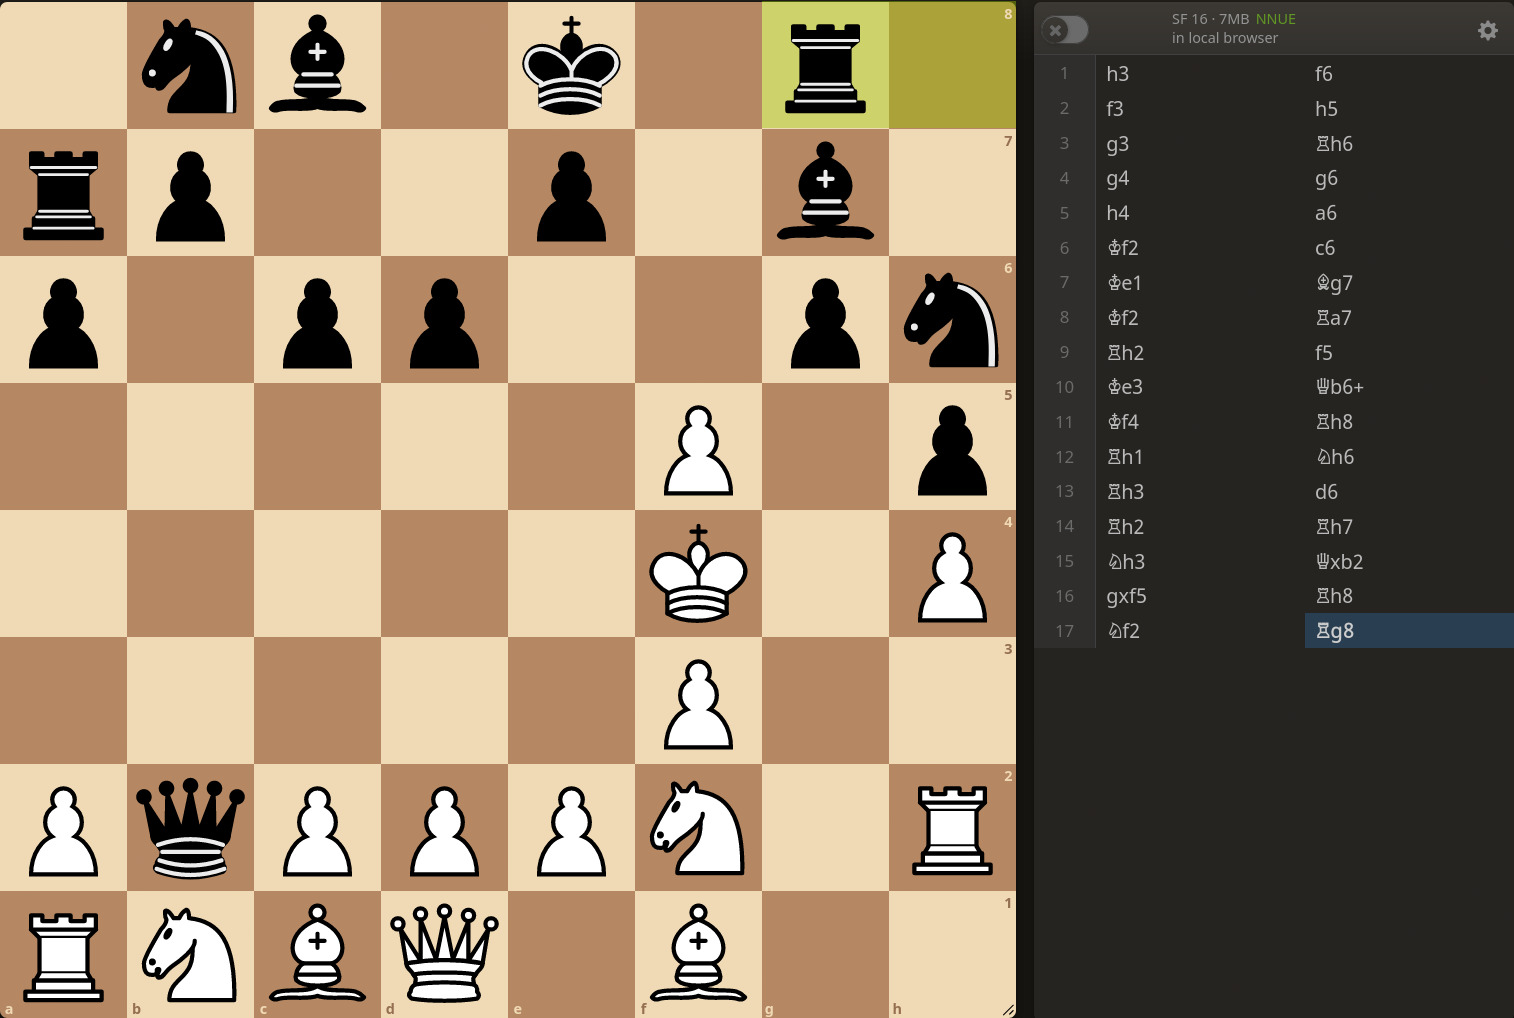 8
7
6
5
4
3
2
1
a b c d e f g h
SF 16 · 7MB NNUE
in local browser
1 h3 f6
2 f3 h5
3 g3 ♖h6
4 g4 g6
5 h4 a6
6 ♔f2 c6
7 ♔e1 ♗g7
8 ♔f2 ♖a7
9 ♖h2 f5
10 ♔e3 ♕b6+
11 ♔f4 ♖h8
12 ♖h1 ♘h6
13 ♖h3 d6
14 ♖h2 ♖h7
15 ♘h3 ♕xb2
16 gxf5 ♖h8
17 ♘f2 ♖g8